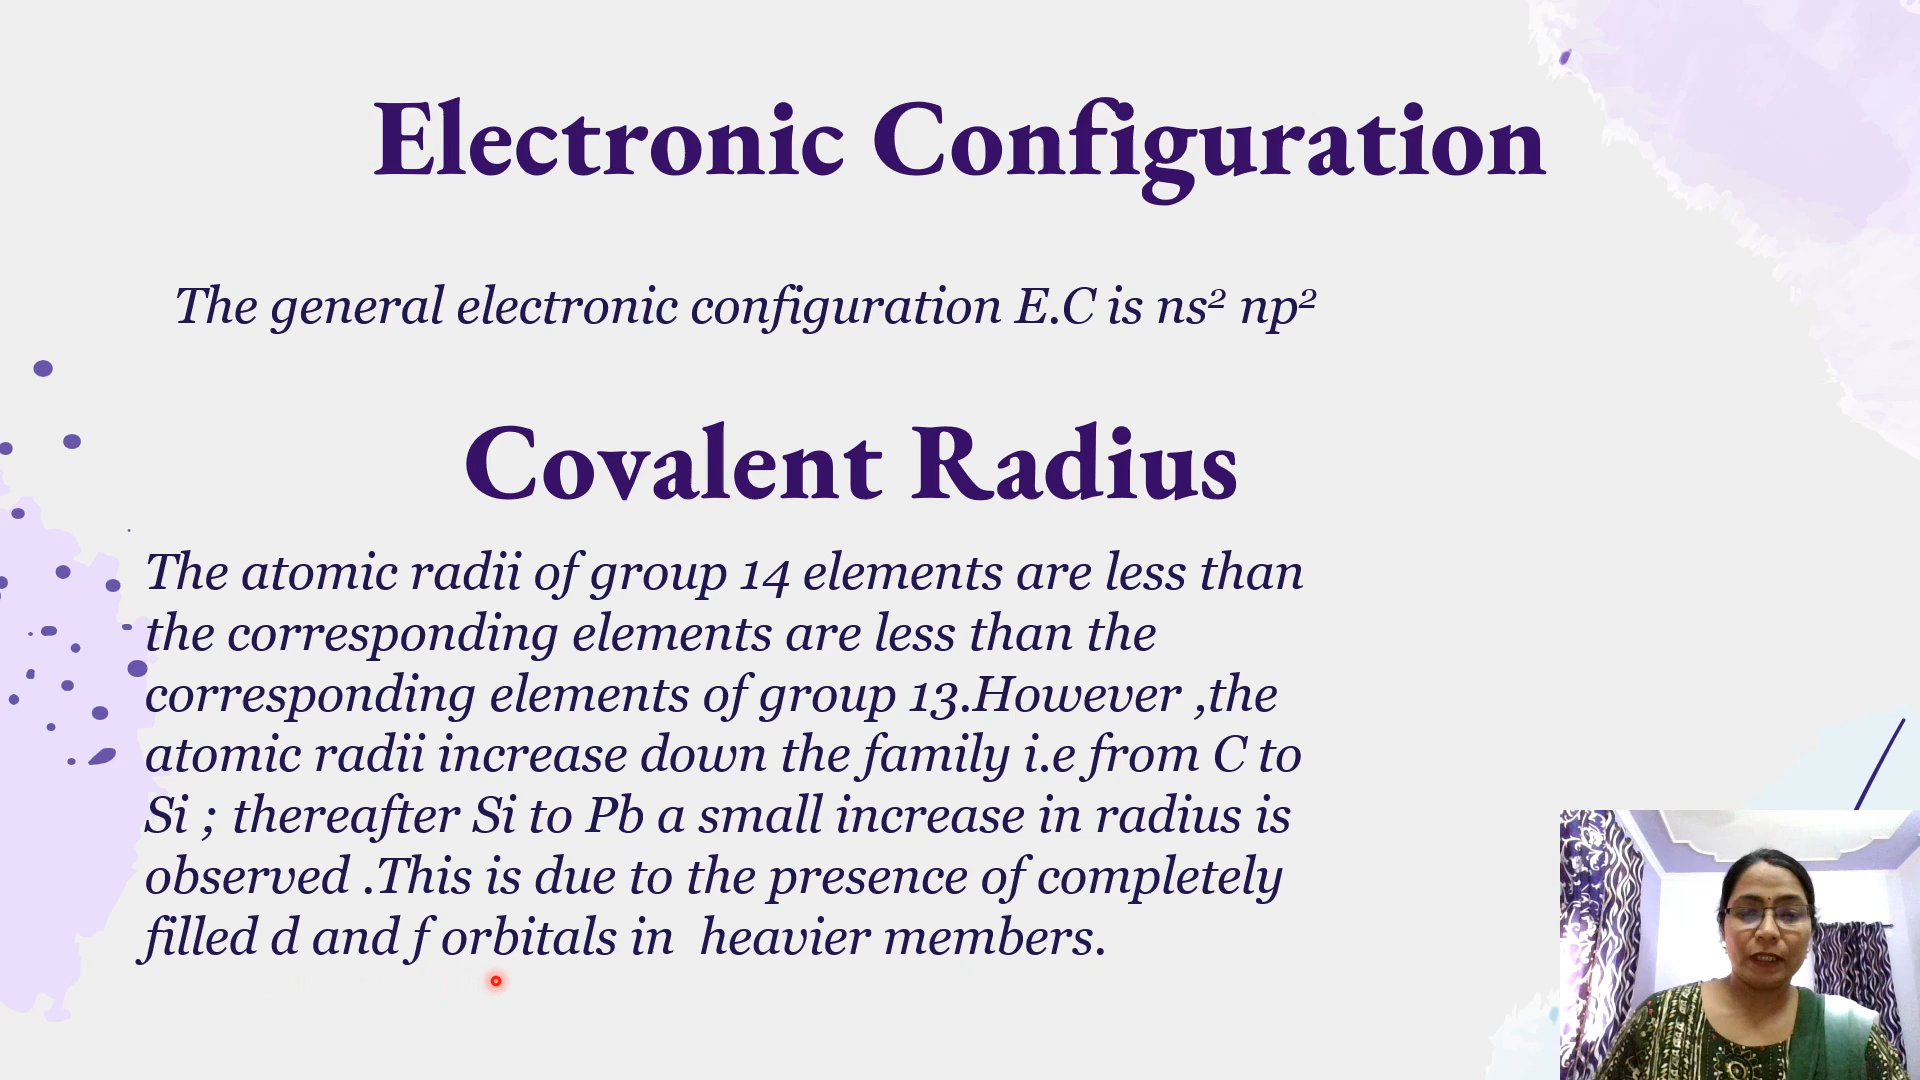 Electronic Configuration
The general electronic configuration E.C is ns² np²
Covalent Radius
The atomic radii of group 14 elements are less than
the corresponding elements are less than the
corresponding elements of group 13.However ,the
atomic radii increase down the family i.e from C to
Si ; thereafter Si to Pb a small increase in radius is
observed .This is due to the presence of completely
filled d and f orbitals in  heavier members.